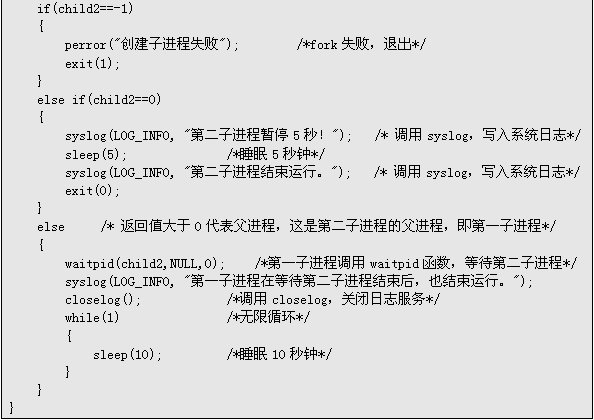 if(child2==-1)
{
perror("创建子进程失败"); /*fork 失败，退出*/
exit(1);
}
else if(child2==0)
{
syslog(LOG_INFO, "第二子进程暂停 5 秒! "); /* 调用 syslog，写入系统日志*/
sleep(5); /*睡眠 5 秒钟*/
syslog(LOG_INFO, "第二子进程结束运行。"); /* 调用 syslog，写入系统日志*/
exit(0);
}
else /* 返回值大于 0 代表父进程，这是第二子进程的父进程，即第一子进程*/
{
waitpid(child2,NULL,0); /*第一子进程调用 waitpid 函数，等待第二子进程*/
syslog(LOG_INFO, "第一子进程在等待第二子进程结束后，也结束运行。");
closelog(); /*调用 closelog，关闭日志服务*/
while(1) /*无限循环*/
{
sleep(10); /*睡眠 10 秒钟*/
}
}
}